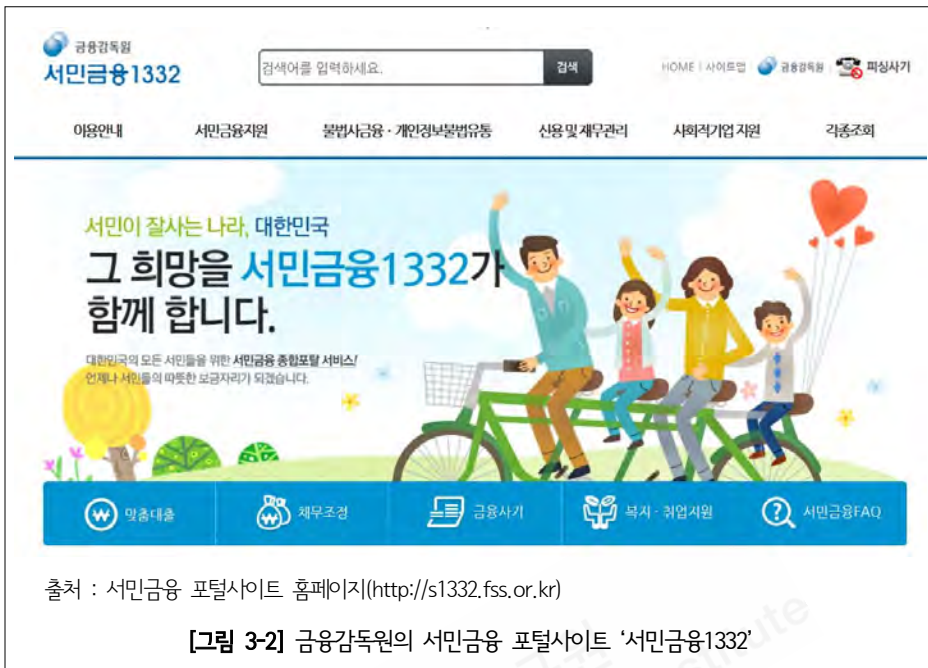 금융감독원
서민금융1332
검색어를 입력하세요.
검색
HOME | 사이트맵 금융감독원 피싱사기
이용안내 서민금융지원 불법사금융·개인정보불법유통 신용및재무관리 사회적기업 지원 각종조회
서민이 잘사는 나라, 대한민국
그 희망을 서민금융1332가
함께 합니다.
대한민국의 모든 서민들을 위한 서민금융 종합포탈 서비스!
언제나 서민들의 따뜻한 보금자리가 되겠습니다.
맞춤대출 채무조정 금융사기 복지·취업지원 서민금융FAQ
출처 : 서민금융 포털사이트 홈페이지(http://s1332.fss.or.kr)
[그림 3-2] 금융감독원의 서민금융 포털사이트 ‘서민금융1332’